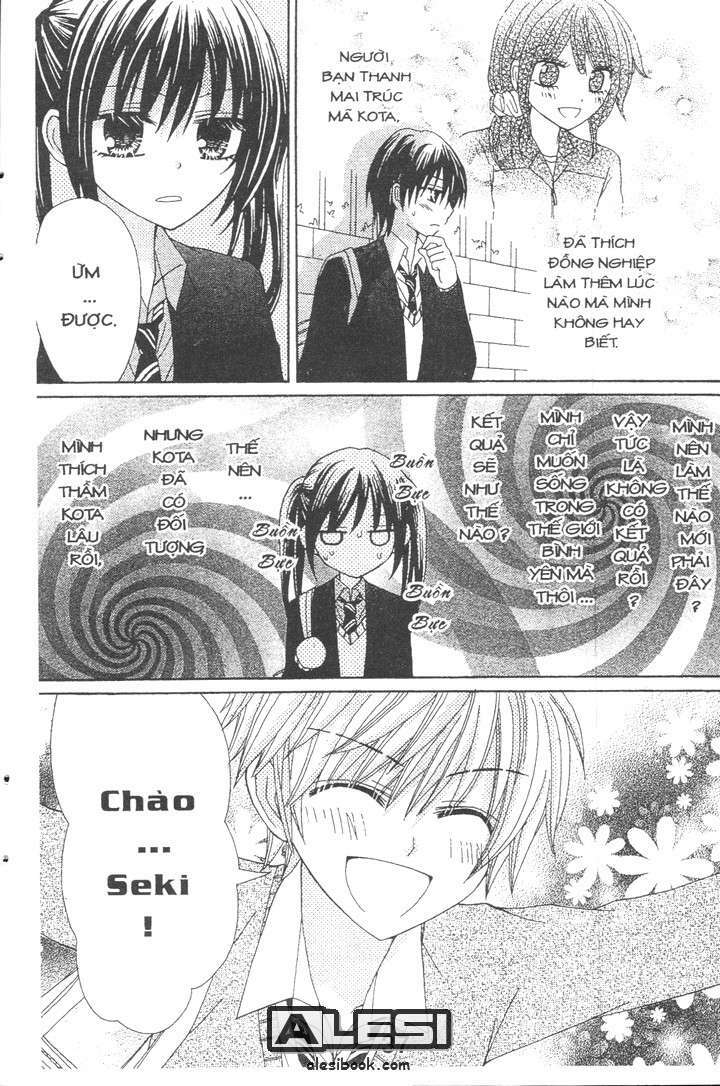 NGƯỜI
BẠN THANH
MAI TRÚC
MÃ KOTA,
ĐÃ THÍCH
ĐỒNG NGHIỆP
LÀM THÊM LÚC
NÀO MÀ MÌNH
KHÔNG HAY
BIẾT.
ỪM
...
ĐƯỢC.
MÌNH
THÍCH
THẦM
KOTA
LÂU RỒI,
NHƯNG
KOTA
ĐÃ
CÓ
ĐỐI
TƯỢNG
THẾ
NÊN
...
Buồn
Bực
Buồn
Bực
Buồn
Bực
KẾT
QUẢ
SẼ
NHƯ
THẾ
NÀO?
MÌNH
CHỈ
MUỐN
SỐNG
TRONG
THẾ GIỚI
BÌNH
YÊN MÀ
THÔI ...
VẬY
TỨC
LÀ
KHÔNG
CÓ
KẾT
QUẢ
RỒI?
MÌNH
NÊN
LÀM
THẾ
NÀO
MỚI
PHẢI
ĐÂY
?
Chào
...
Seki
!
ALESI
alesibook.com